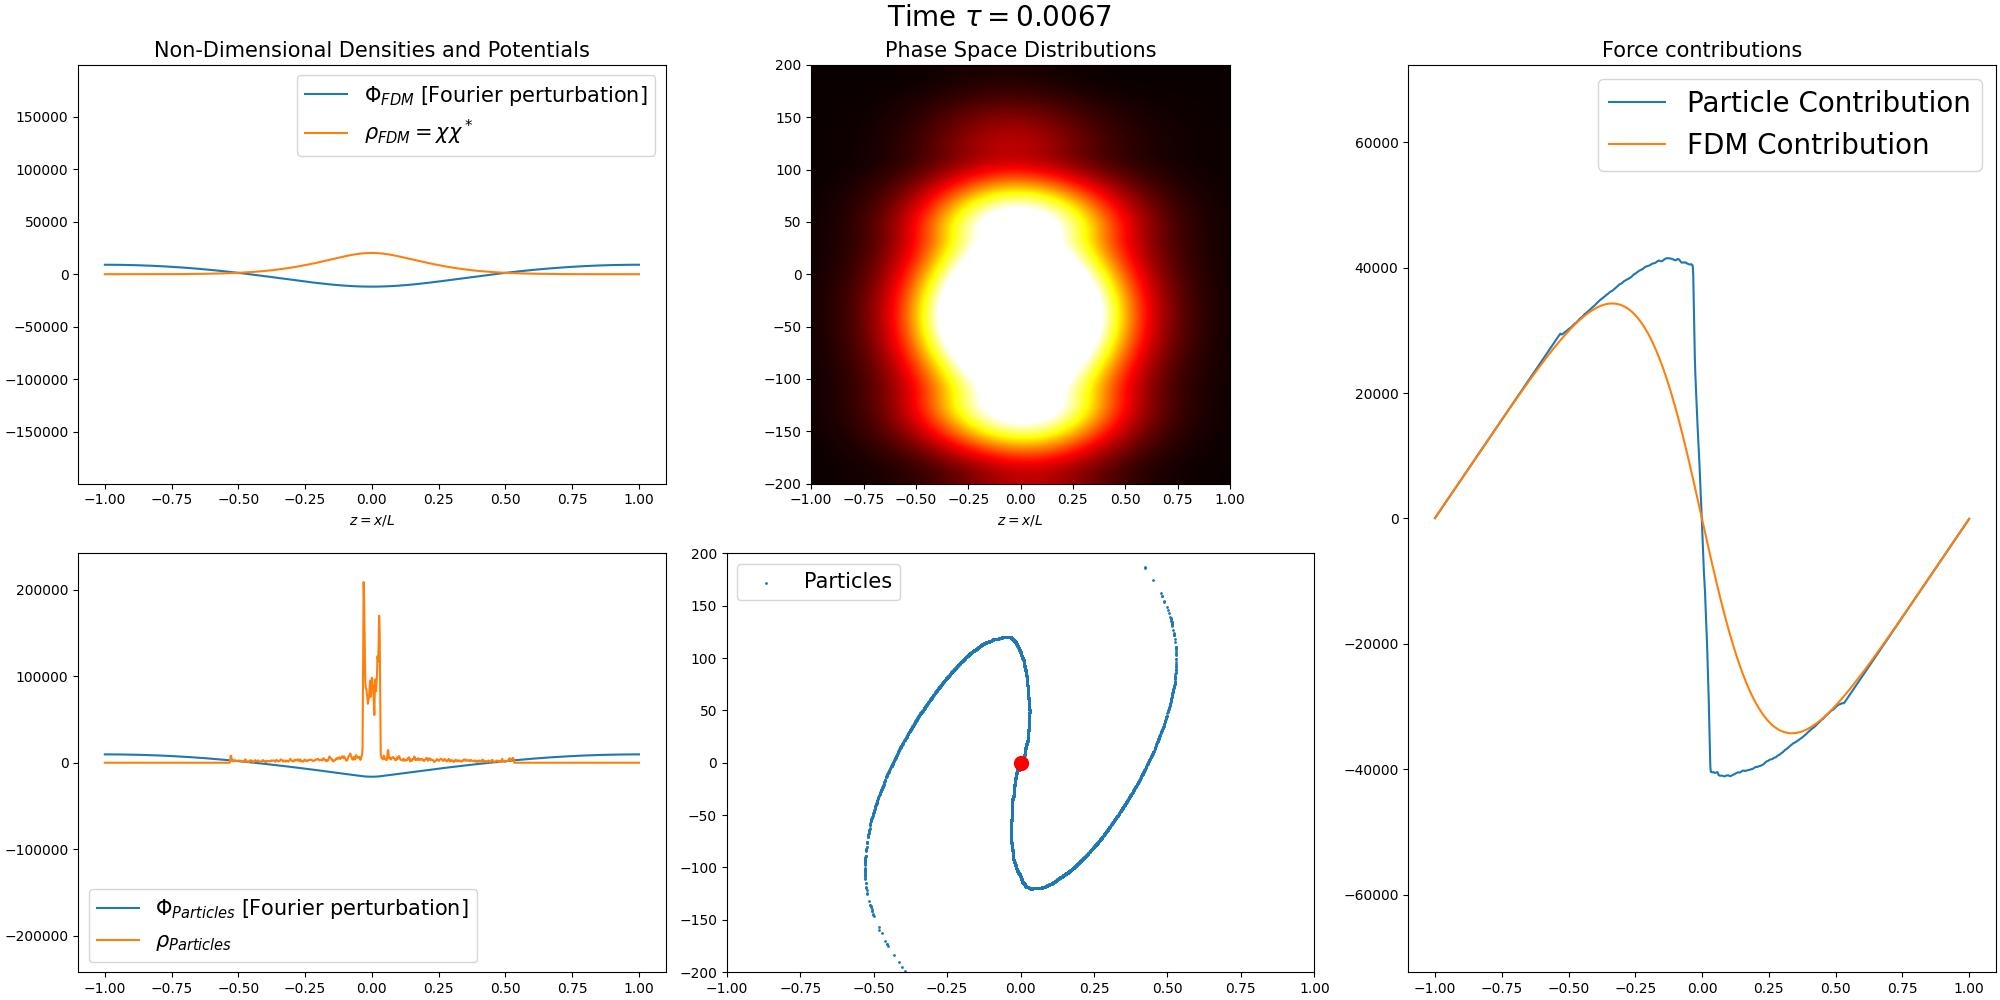 Time τ = 0.0067
Non-Dimensional Densities and Potentials
Φ_FDM [Fourier perturbation]
ρ_FDM = χχ*
150000
100000
50000
0
−50000
−100000
−150000
−1.00 −0.75 −0.50 −0.25 0.00 0.25 0.50 0.75 1.00
z = x/L
Phase Space Distributions
200
150
100
50
0
−50
−100
−150
−200
−1.00 −0.75 −0.50 −0.25 0.00 0.25 0.50 0.75 1.00
z = x/L
Force contributions
Particle Contribution
FDM Contribution
60000
40000
20000
0
−20000
−40000
−60000
−1.00 −0.75 −0.50 −0.25 0.00 0.25 0.50 0.75 1.00
200000
100000
0
−100000
−200000
Φ_Particles [Fourier perturbation]
ρ_Particles
−1.00 −0.75 −0.50 −0.25 0.00 0.25 0.50 0.75 1.00
Particles
200
150
100
50
0
−50
−100
−150
−200
−1.00 −0.75 −0.50 −0.25 0.00 0.25 0.50 0.75 1.00